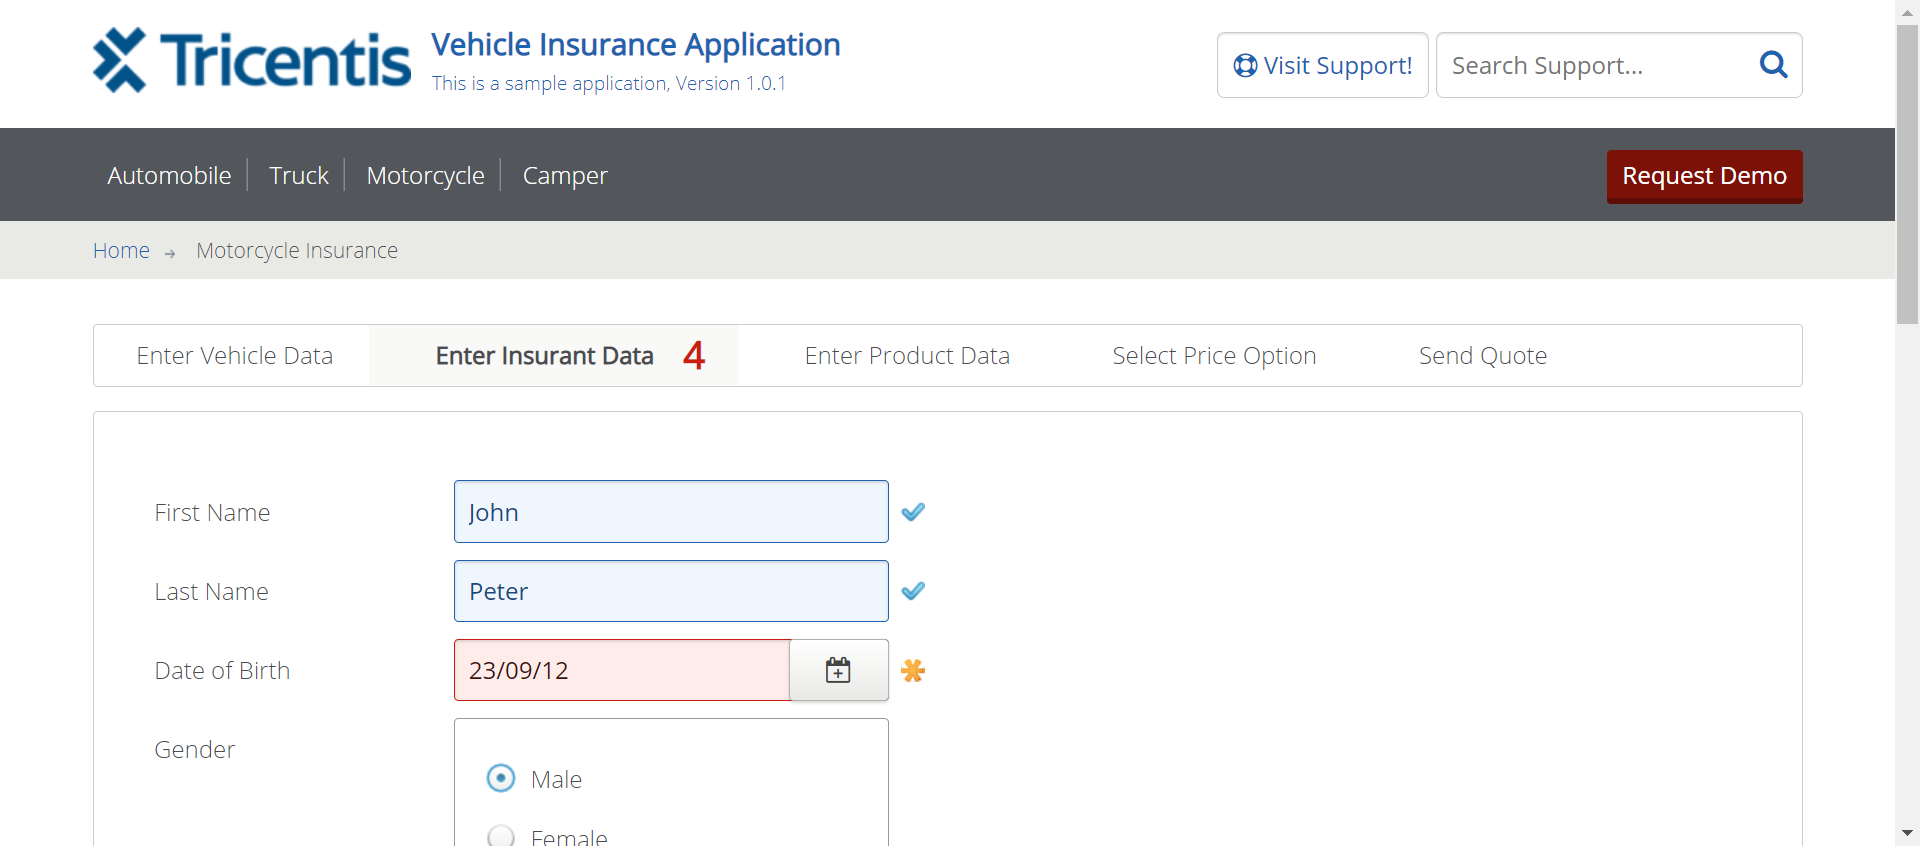 Tricentis
Vehicle Insurance Application
This is a sample application, Version 1.0.1
Visit Support!
Search Support...
Automobile
Truck
Motorcycle
Camper
Request Demo
Home → Motorcycle Insurance
Enter Vehicle Data
Enter Insurant Data 4
Enter Product Data
Select Price Option
Send Quote
First Name
John
Last Name
Peter
Date of Birth
23/09/12
Gender
Male
Female